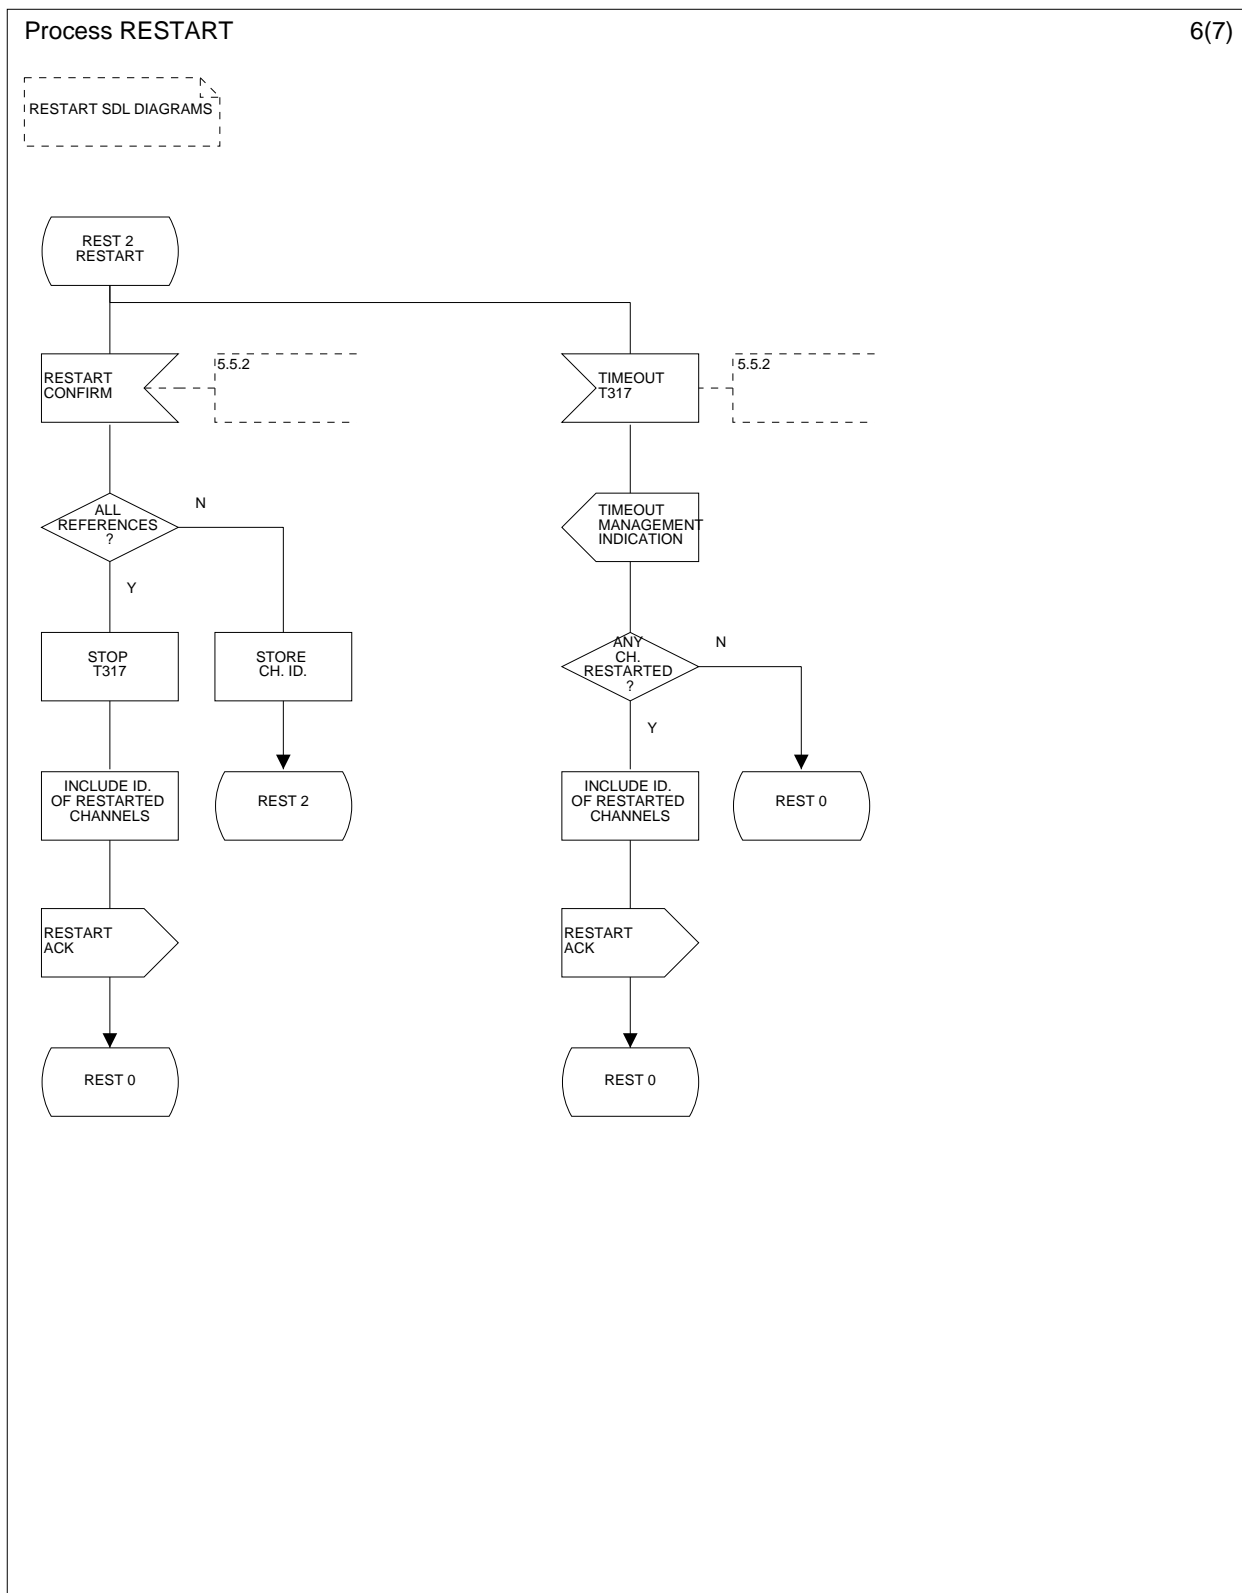 Process RESTART
6(7)
RESTART SDL DIAGRAMS
REST 2
RESTART
RESTART
CONFIRM
5.5.2
TIMEOUT
T317
5.5.2
ALL
REFERENCES
?
N
Y
TIMEOUT
MANAGEMENT
INDICATION
STOP
T317
STORE
CH. ID.
ANY
CH.
RESTARTED
?
N
Y
INCLUDE ID.
OF RESTARTED
CHANNELS
REST 2
INCLUDE ID.
OF RESTARTED
CHANNELS
REST 0
RESTART
ACK
RESTART
ACK
REST 0
REST 0